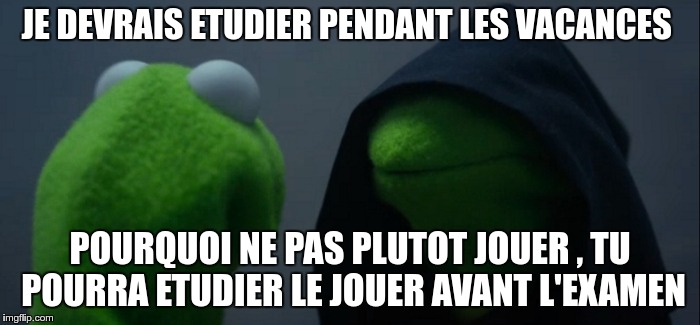 JE DEVRAIS ETUDIER PENDANT LES VACANCES
POURQUOI NE PAS PLUTOT JOUER , TU
POURRA ETUDIER LE JOUER AVANT L'EXAMEN
imgflip.com